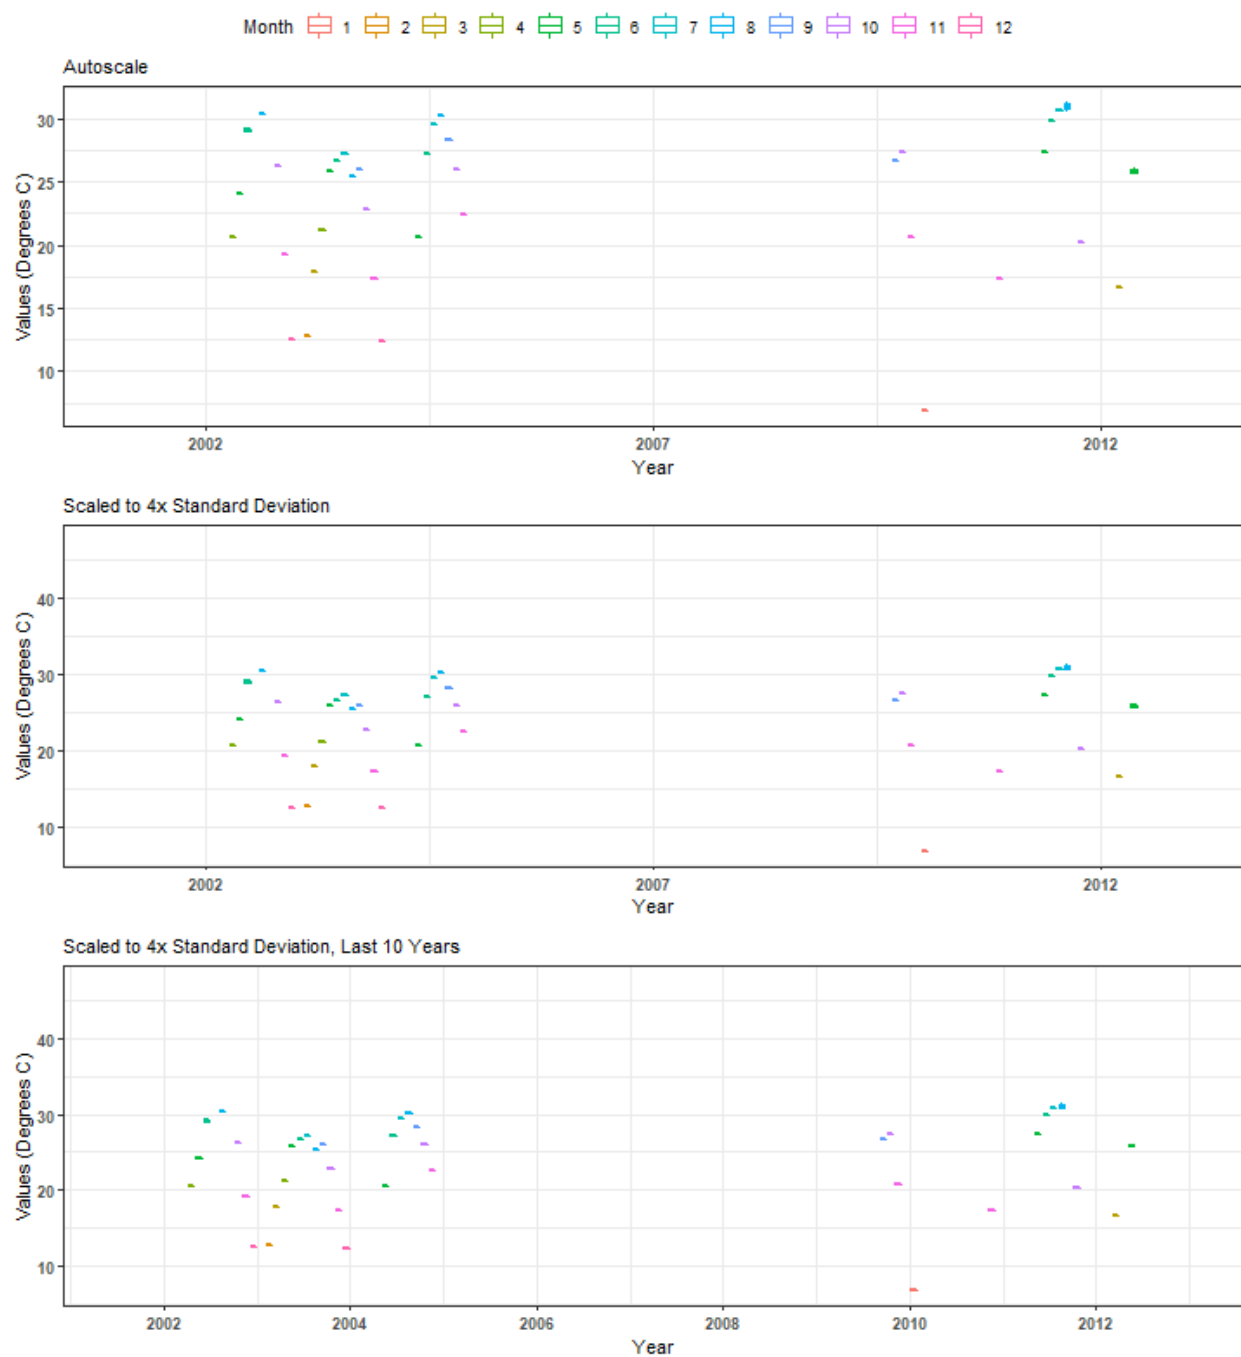 Month 1 2 3 4 5 6 7 8 9 10 11 12
Autoscale
Values (Degrees C)
30
25
20
15
10
2002 2007 2012
Year
Scaled to 4x Standard Deviation
Values (Degrees C)
40
30
20
10
2002 2007 2012
Year
Scaled to 4x Standard Deviation, Last 10 Years
Values (Degrees C)
40
30
20
10
2002 2004 2006 2008 2010 2012
Year